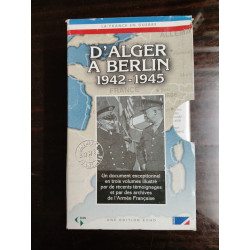 LA FRANCE EN GUERRE
D'ALGER
A BERLIN
1942-1945
Un document exceptionnel
en trois volumes illustré
par de récents témoignages
et par des archives
de l'Armée Française
UNE EDITION ECPA